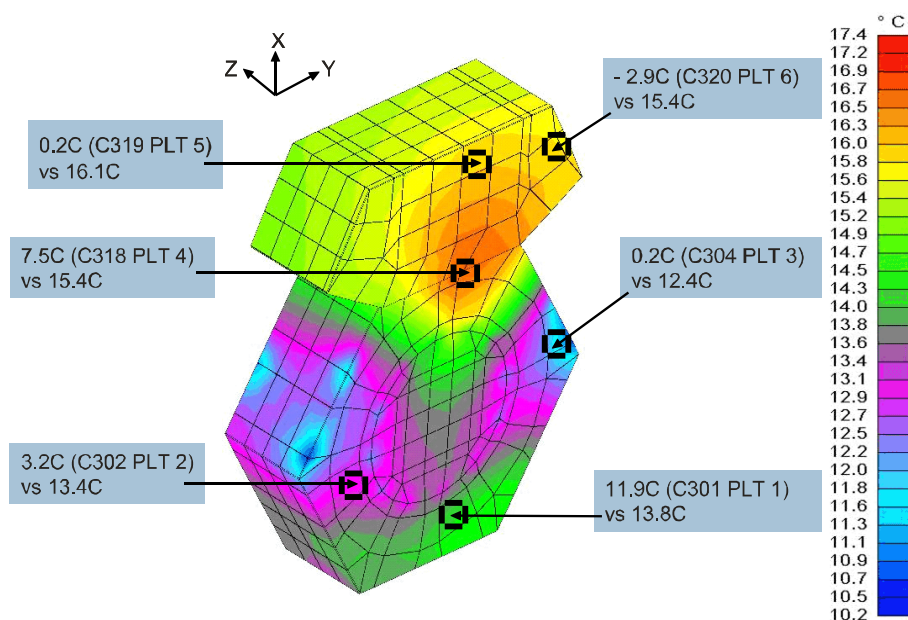 X
Z
Y
0.2C (C319 PLT 5)
vs 16.1C
7.5C (C318 PLT 4)
vs 15.4C
3.2C (C302 PLT 2)
vs 13.4C
- 2.9C (C320 PLT 6)
vs 15.4C
0.2C (C304 PLT 3)
vs 12.4C
11.9C (C301 PLT 1)
vs 13.8C
° C
17.4
17.2
16.9
16.7
16.5
16.3
16.0
15.8
15.6
15.4
15.2
14.9
14.7
14.5
14.3
14.0
13.8
13.6
13.4
13.1
12.9
12.7
12.5
12.2
12.0
11.8
11.6
11.3
11.1
10.9
10.7
10.5
10.2